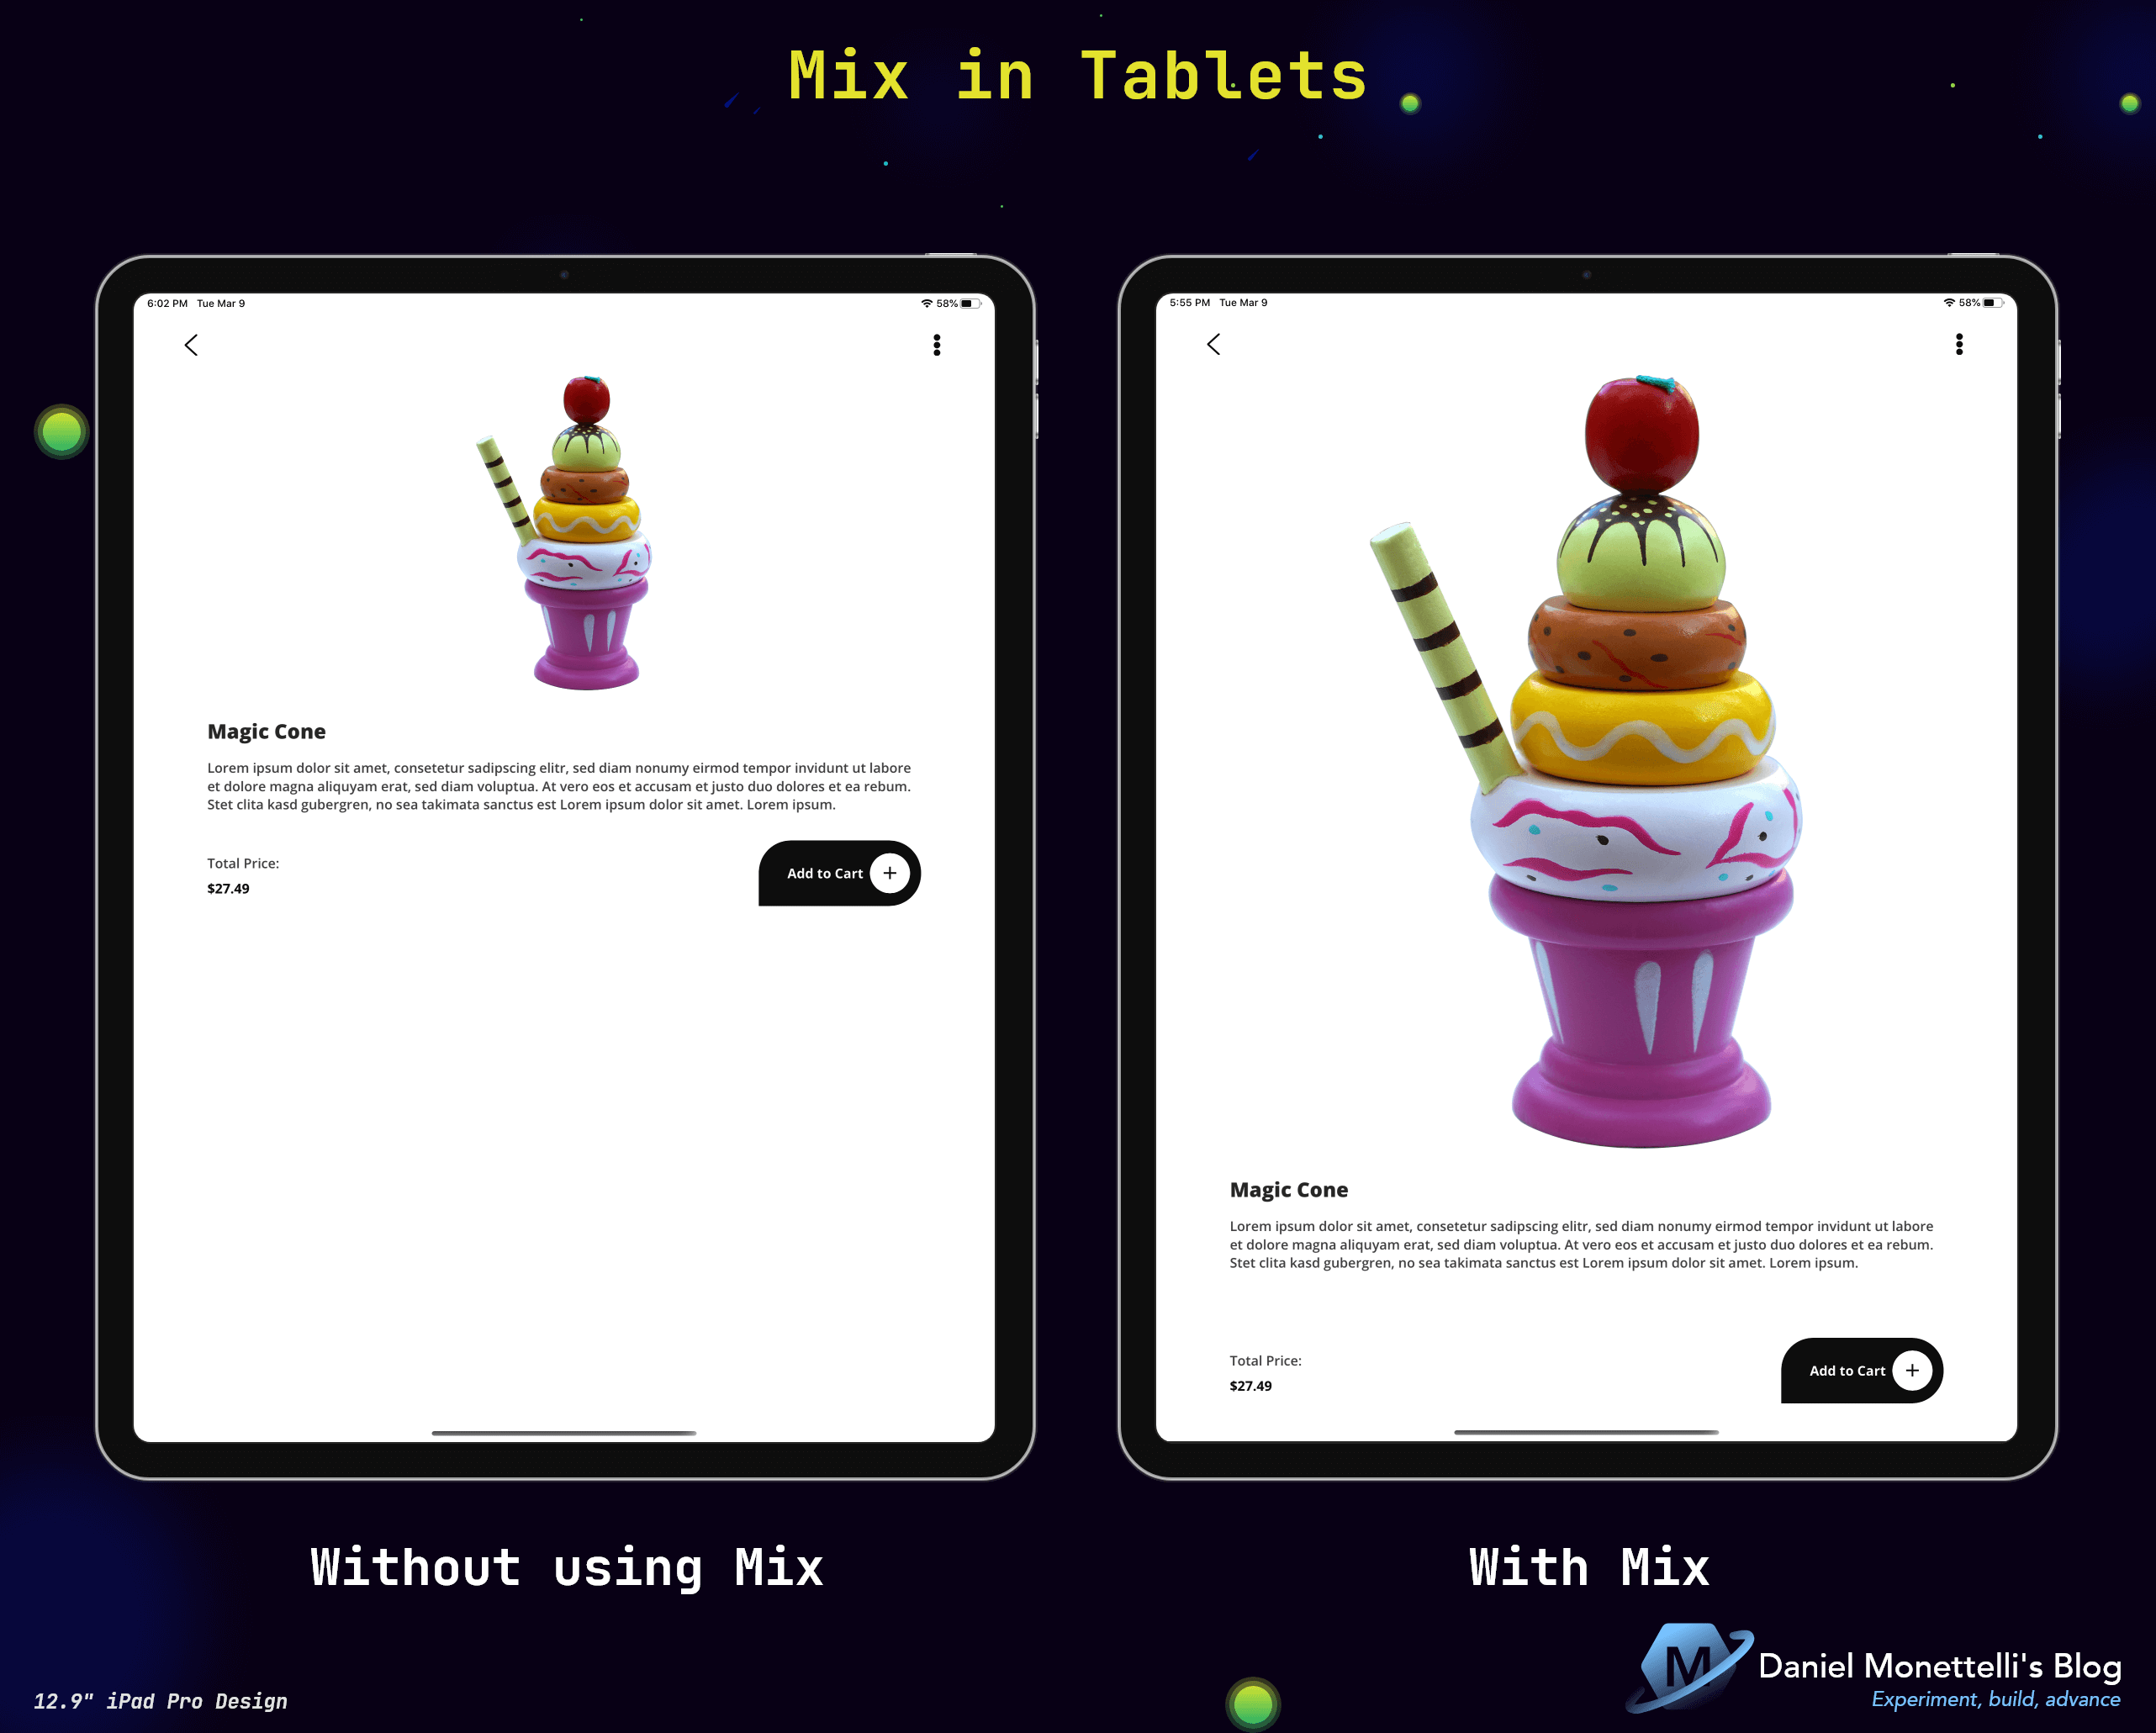 Mix in Tablets
6:02 PM Tue Mar 9
58%
Magic Cone
Lorem ipsum dolor sit amet, consetetur sadipscing elitr, sed diam nonumy eirmod tempor invidunt ut labore
et dolore magna aliquyam erat, sed diam voluptua. At vero eos et accusam et justo duo dolores et ea rebum.
Stet clita kasd gubergren, no sea takimata sanctus est Lorem ipsum dolor sit amet. Lorem ipsum.
Total Price:
$27.49
Add to Cart +
Without using Mix
5:55 PM Tue Mar 9
58%
Magic Cone
Lorem ipsum dolor sit amet, consetetur sadipscing elitr, sed diam nonumy eirmod tempor invidunt ut labore
et dolore magna aliquyam erat, sed diam voluptua. At vero eos et accusam et justo duo dolores et ea rebum.
Stet clita kasd gubergren, no sea takimata sanctus est Lorem ipsum dolor sit amet. Lorem ipsum.
Total Price:
$27.49
Add to Cart +
With Mix
12.9" iPad Pro Design
M
Daniel Monettelli's Blog
Experiment, build, advance